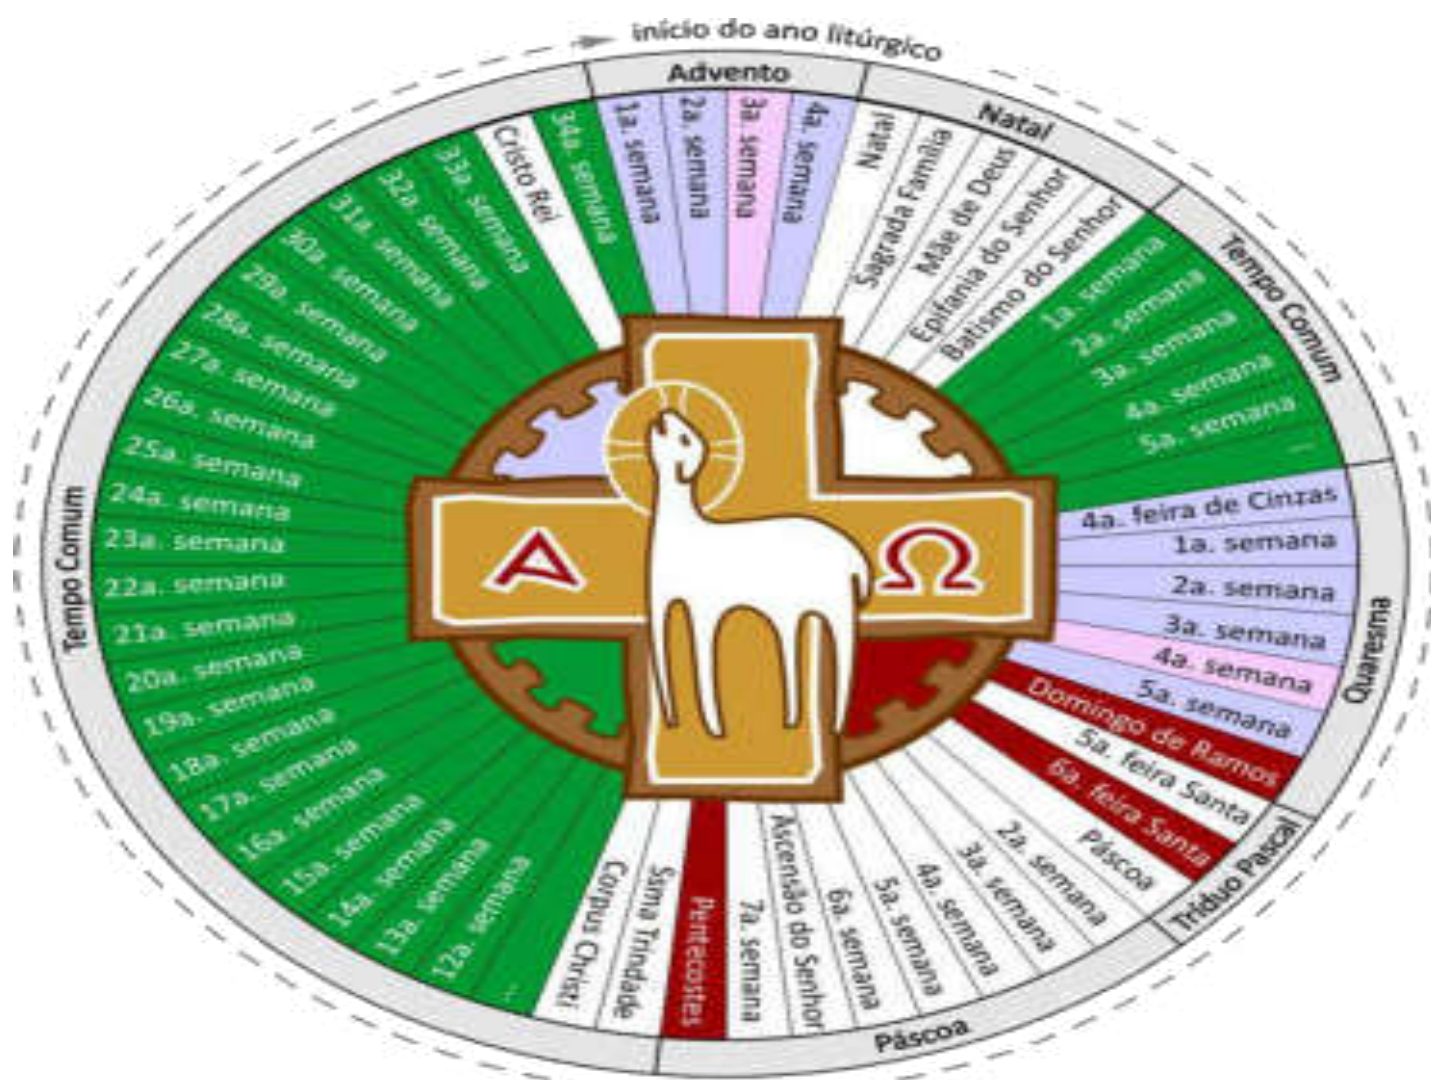 início do ano litúrgico
Advento
1a. semana
2a. semana
3a. semana
4a. semana
Natal
Natal
Sagrada Família
Mãe de Deus
Epifania do Senhor
Batismo do Senhor
Tempo Comum
1a. semana
2a. semana
3a. semana
4a. semana
5a. semana
...
Quaresma
4a. feira de Cinzas
1a. semana
2a. semana
3a. semana
4a. semana
5a. semana
Domingo de Ramos
Tríduo Pascal
5a. feira Santa
6a. feira Santa
Páscoa
Páscoa
2a. semana
3a. semana
4a. semana
5a. semana
6a. semana
Ascensão do Senhor
7a. semana
Pentecostes
Tempo Comum
Ssma Trindade
Corpus Christi
...
12a. semana
13a. semana
14a. semana
15a. semana
16a. semana
17a. semana
18a. semana
19a. semana
20a. semana
21a. semana
22a. semana
23a. semana
24a. semana
25a. semana
26a. semana
27a. semana
28a. semana
29a. semana
30a. semana
31a. semana
32a. semana
33a. semana
Cristo Rei
34a. semana
A Ω